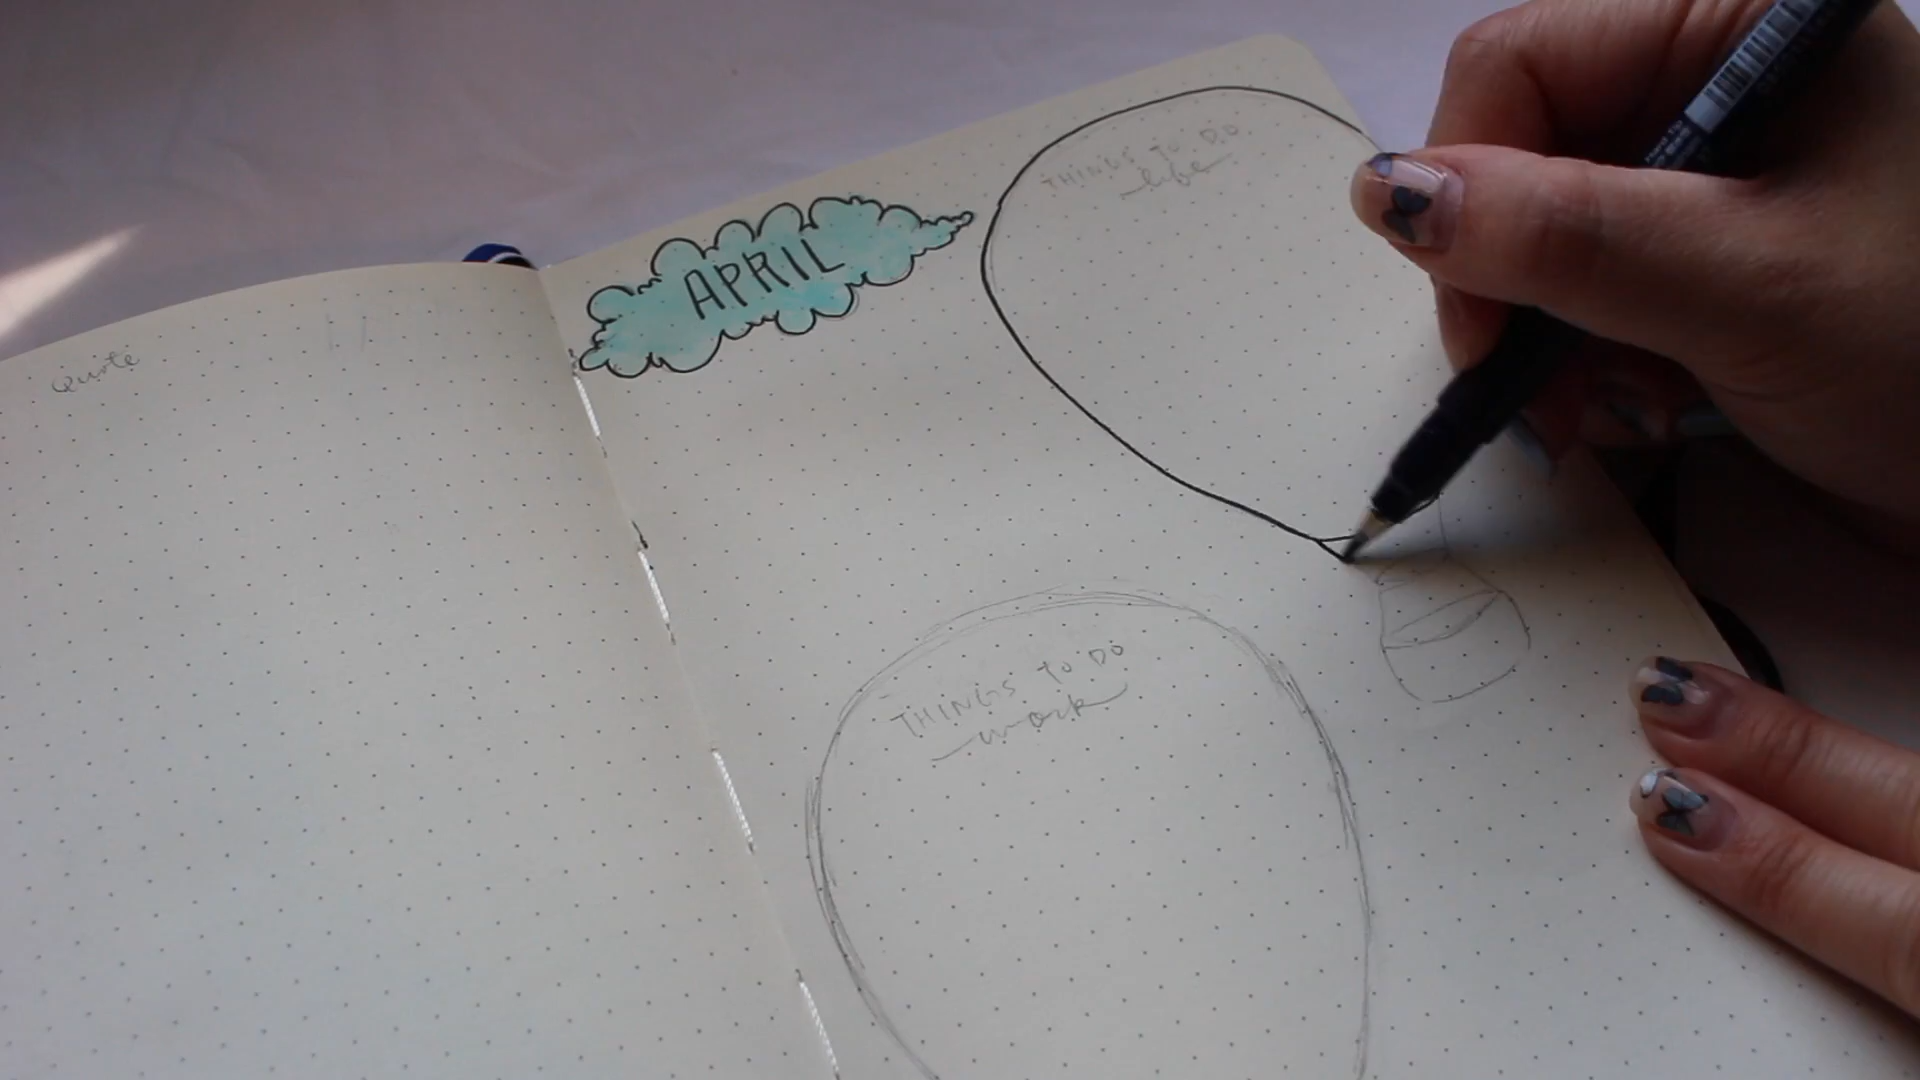 Quote
APRIL
THINGS TO DO
life
THINGS TO DO
work